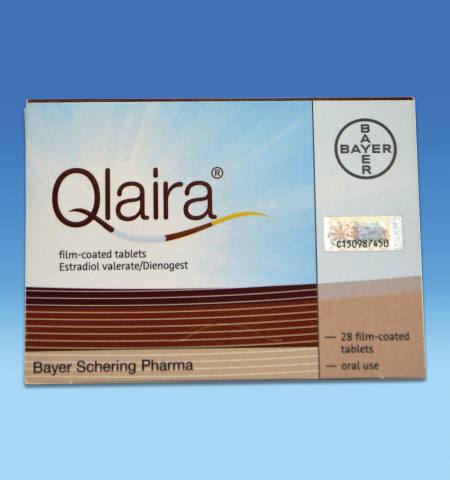 Qlaira®
film-coated tablets
Estradiol valerate/Dienogest
Bayer Schering Pharma
BAYER
BAYER
C150987450
— 28 film-coated
tablets
— oral use